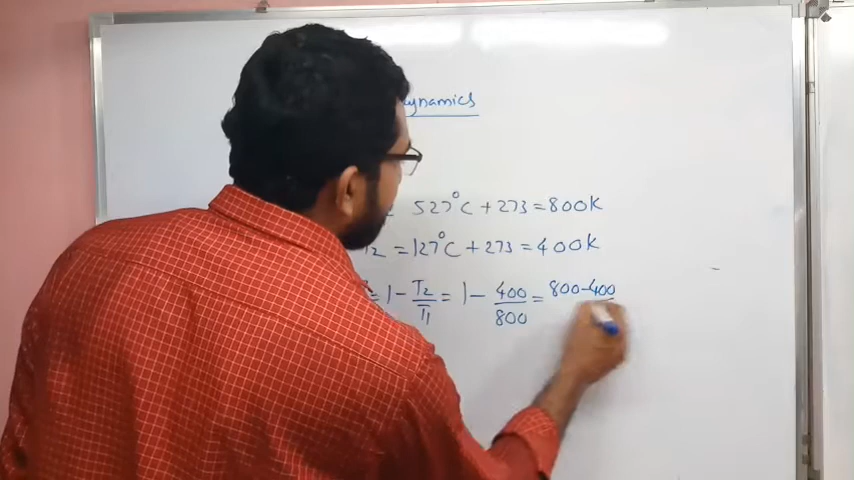 ynamics
527°C + 273 = 800K
T2 = 127°C + 273 = 400K
= 1 - T2/T1 = 1 - 400/800 = 800-400